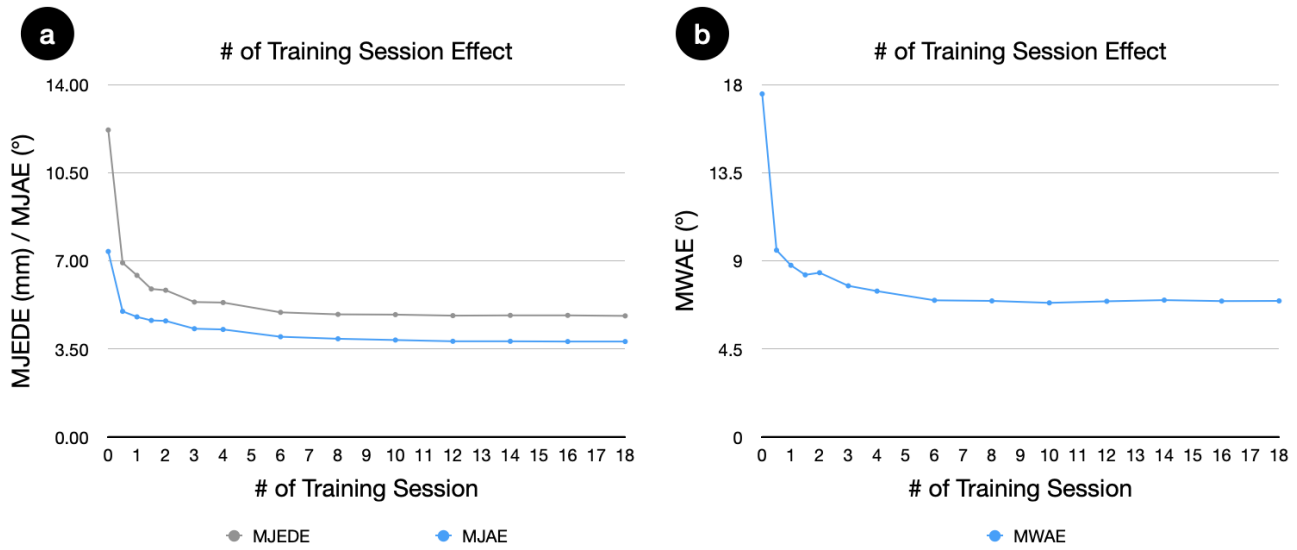 a
# of Training Session Effect
MJEDE (mm) / MJAE (°)
14.00
10.50
7.00
3.50
0.00
0 1 2 3 4 5 6 7 8 9 10 11 12 13 14 15 16 17 18
# of Training Session
MJEDE MJAE
b
# of Training Session Effect
MWAE (°)
18
13.5
9
4.5
0
0 1 2 3 4 5 6 7 8 9 10 11 12 13 14 15 16 17 18
# of Training Session
MWAE